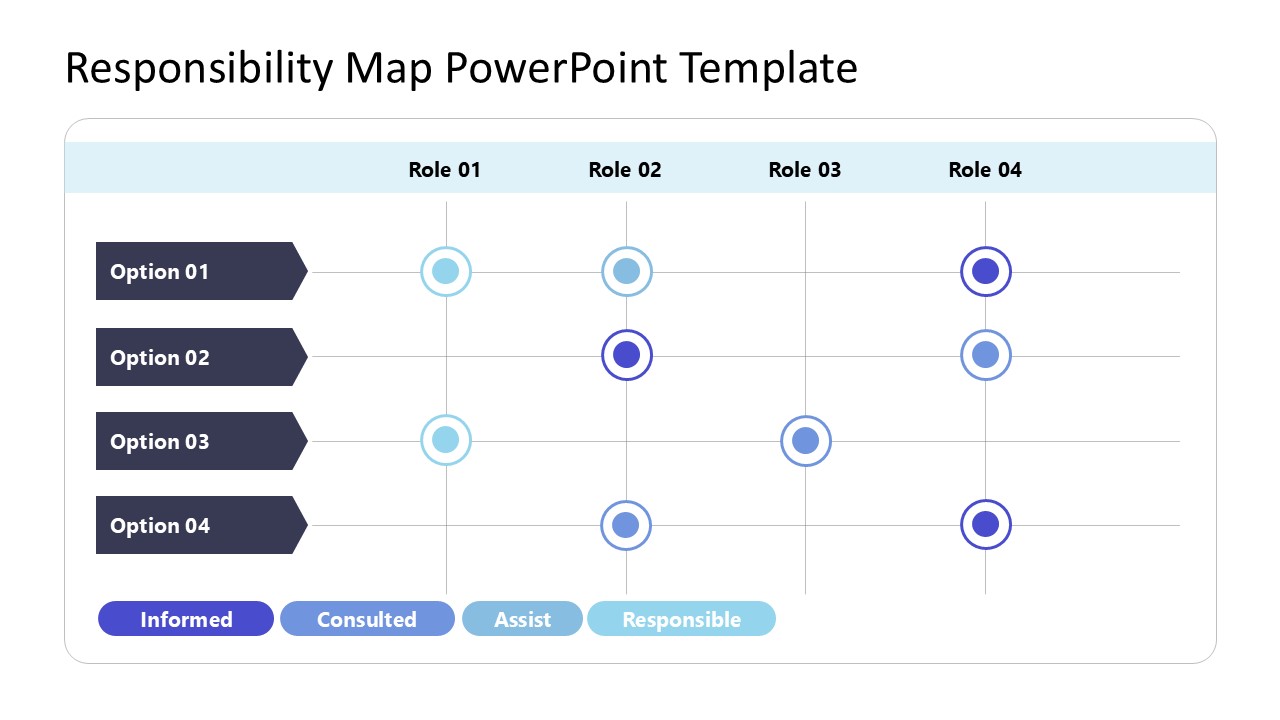 Responsibility Map PowerPoint Template
Role 01 Role 02 Role 03 Role 04
Option 01
Option 02
Option 03
Option 04
Informed Consulted Assist Responsible